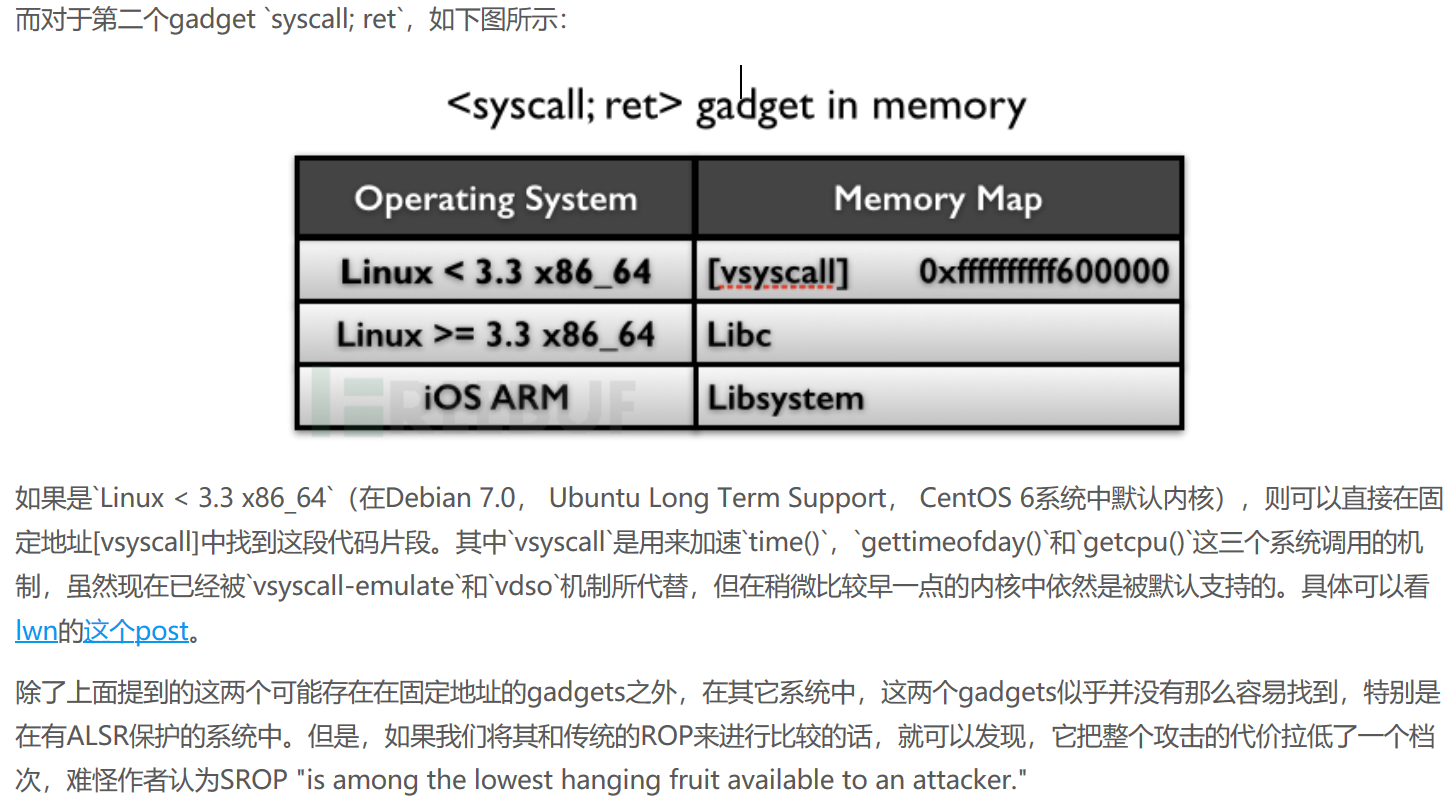 而对于第二个gadget `syscall; ret`，如下图所示：
<syscall; ret> gadget in memory
Operating System Memory Map
Linux < 3.3 x86_64 [vsyscall] 0xffffffffff600000
Linux >= 3.3 x86_64 Libc
iOS ARM Libsystem
FREEBUF
如果是`Linux < 3.3 x86_64`（在Debian 7.0， Ubuntu Long Term Support， CentOS 6系统中默认内核），则可以直接在固
定地址[vsyscall]中找到这段代码片段。其中`vsyscall`是用来加速`time()`，`gettimeofday()`和`getcpu()`这三个系统调用的机
制，虽然现在已经被`vsyscall-emulate`和`vdso`机制所代替，但在稍微比较早一点的内核中依然是被默认支持的。具体可以看
lwn的这个post。
除了上面提到的这两个可能存在在固定地址的gadgets之外，在其它系统中，这两个gadgets似乎并没有那么容易找到，特别是
在有ALSR保护的系统中。但是，如果我们将其和传统的ROP来进行比较的话，就可以发现，它把整个攻击的代价拉低了一个档
次，难怪作者认为SROP "is among the lowest hanging fruit available to an attacker."